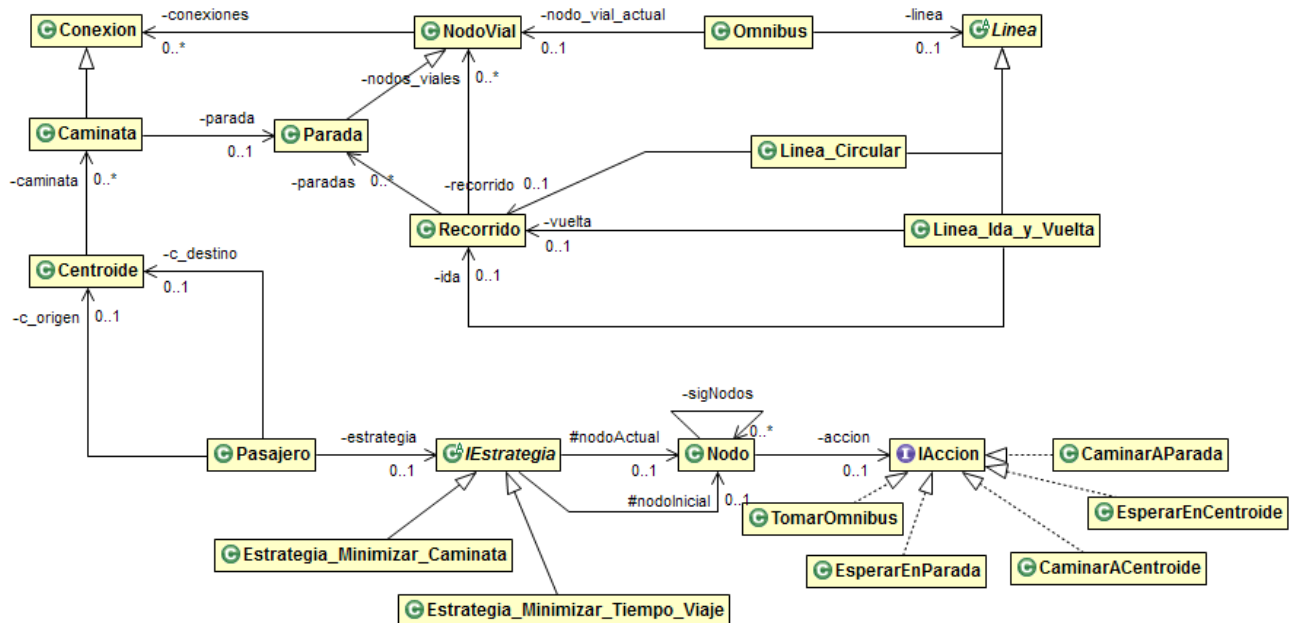 -conexiones
-nodo_vial_actual
-linea
Conexion
NodoVial
Omnibus
Linea
0..*
0..1
0..1
-nodos_viales
0..*
Caminata
-parada
Parada
0..1
Linea_Circular
-caminata
0..*
-paradas
0..*
-recorrido
0..1
Recorrido
-vuelta
0..1
Linea_Ida_y_Vuelta
Centroide
-c_destino
0..1
-ida
0..1
-c_origen
0..1
-sigNodos
0..*
Pasajero
-estrategia
0..1
IEstrategia
#nodoActual
0..1
Nodo
-accion
0..1
IAccion
CaminarAParada
#nodoInicial
0..1
TomarOmnibus
EsperarEnCentroide
Estrategia_Minimizar_Caminata
EsperarEnParada
CaminarACentroide
Estrategia_Minimizar_Tiempo_Viaje